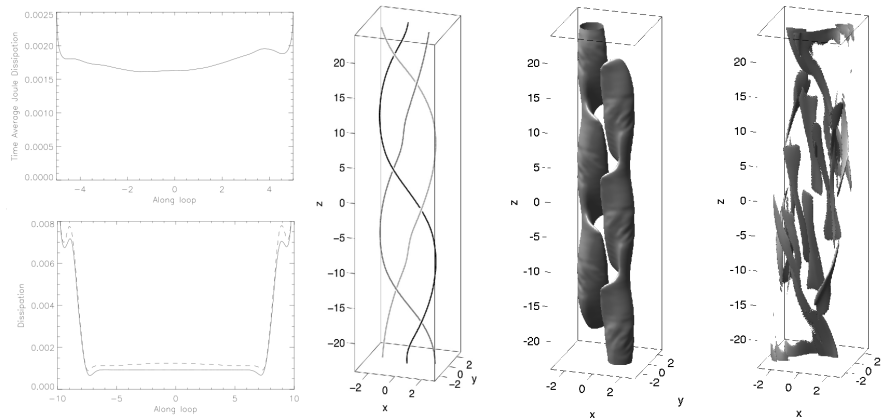 0.0025
0.0020
0.0015
0.0010
0.0005
0.0000
Time Average Joule Dissipation
-4 -2 0 2 4
Along loop
0.008
0.006
0.004
0.002
0.000
Dissipation
-10 -5 0 5 10
Along loop
20
15
10
5
0
-5
-10
-15
-20
z
-2 0 2
x
-2 0 2
y
20
15
10
5
0
-5
-10
-15
-20
z
-2 0 2
x
-2 0 2
y
20
15
10
5
0
-5
-10
-15
-20
z
-2 0 2
x
-2 0 2
y